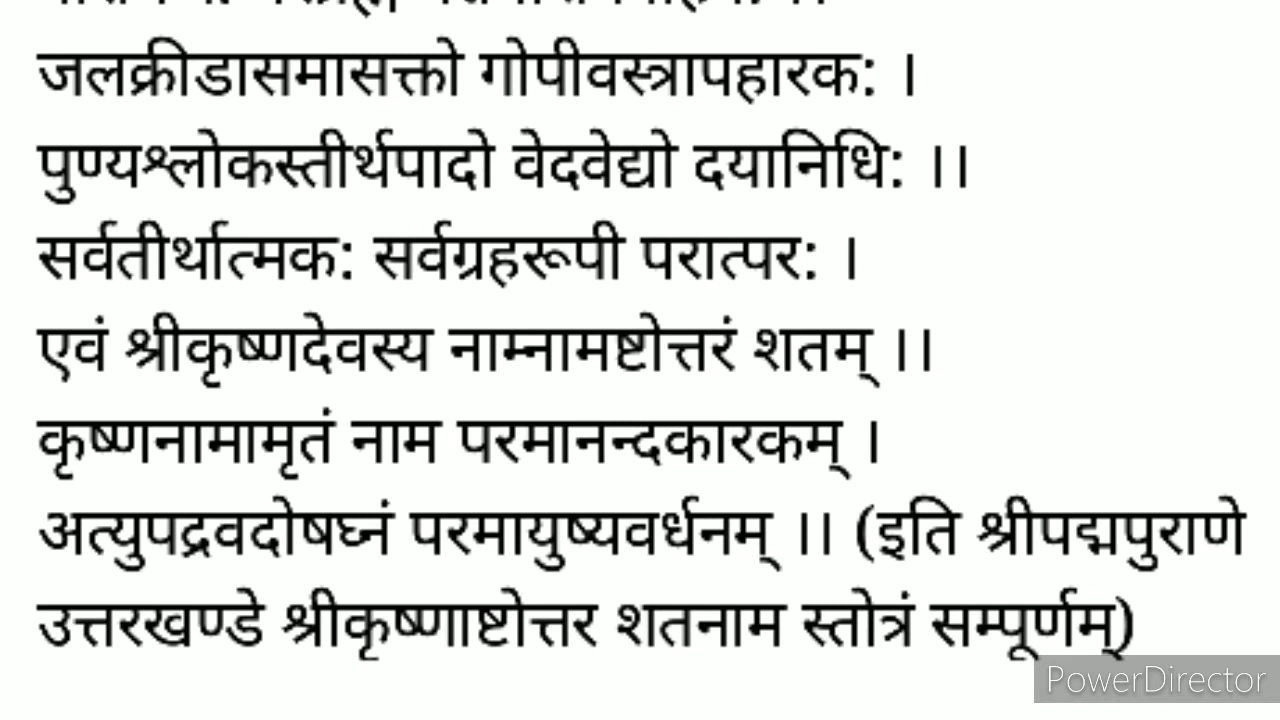 जलक्रीडासमासक्तो गोपीवस्त्रापहारक: ।
पुण्यश्लोकस्तीर्थपादो वेदवेद्यो दयानिधि: ।।
सर्वतीर्थात्मक: सर्वग्रहरूपी परात्पर: ।
एवं श्रीकृष्णदेवस्य नाम्नामष्टोत्तरं शतम् ।।
कृष्णनामामृतं नाम परमानन्दकारकम् ।
अत्युपद्रवदोषघ्नं परमायुष्यवर्धनम् ।। (इति श्रीपद्मपुराणे
उत्तरखण्डे श्रीकृष्णाष्टोत्तर शतनाम स्तोत्रं सम्पूर्णम्)
PowerDirector